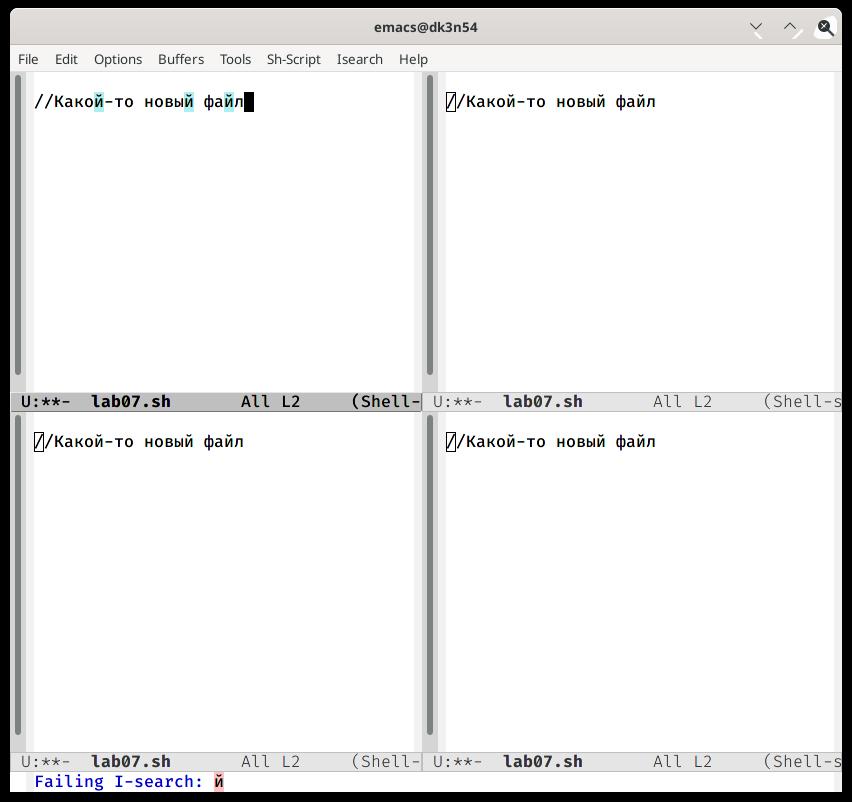 emacs@dk3n54
File Edit Options Buffers Tools Sh-Script Isearch Help
//Какой-то новый файл
//Какой-то новый файл
U:**- lab07.sh All L2 (Shell-
U:**- lab07.sh All L2 (Shell-s
//Какой-то новый файл
//Какой-то новый файл
U:**- lab07.sh All L2 (Shell-
U:**- lab07.sh All L2 (Shell-s
Failing I-search: й